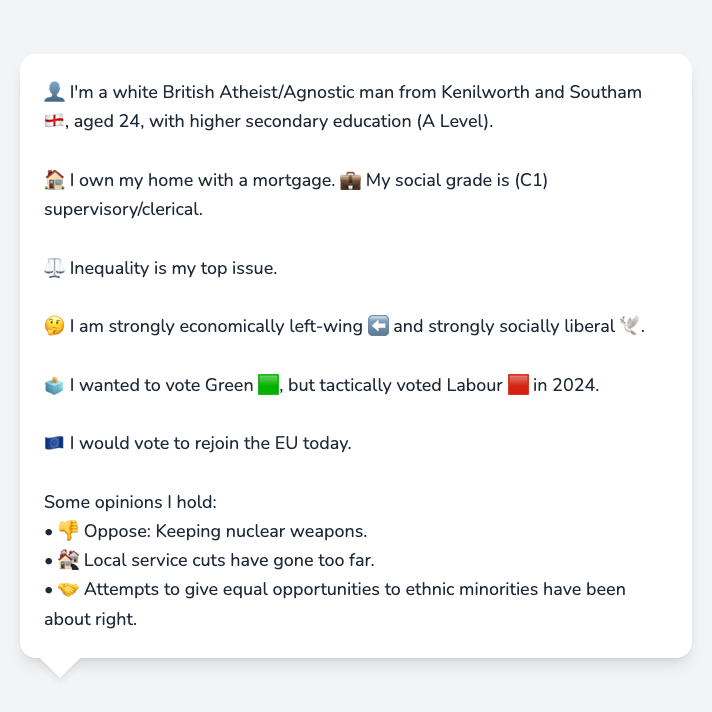 👤 I'm a white British Atheist/Agnostic man from Kenilworth and Southam
🏴󠁧󠁢󠁥󠁮󠁧󠁿, aged 24, with higher secondary education (A Level).
🏠 I own my home with a mortgage. 💼 My social grade is (C1)
supervisory/clerical.
⚖️ Inequality is my top issue.
🤔 I am strongly economically left-wing ⬅️ and strongly socially liberal 🕊️.
🗳️ I wanted to vote Green 🟩, but tactically voted Labour 🟥 in 2024.
🇪🇺 I would vote to rejoin the EU today.
Some opinions I hold:
• 👎 Oppose: Keeping nuclear weapons.
• 🏚️ Local service cuts have gone too far.
• 🤝 Attempts to give equal opportunities to ethnic minorities have been
about right.